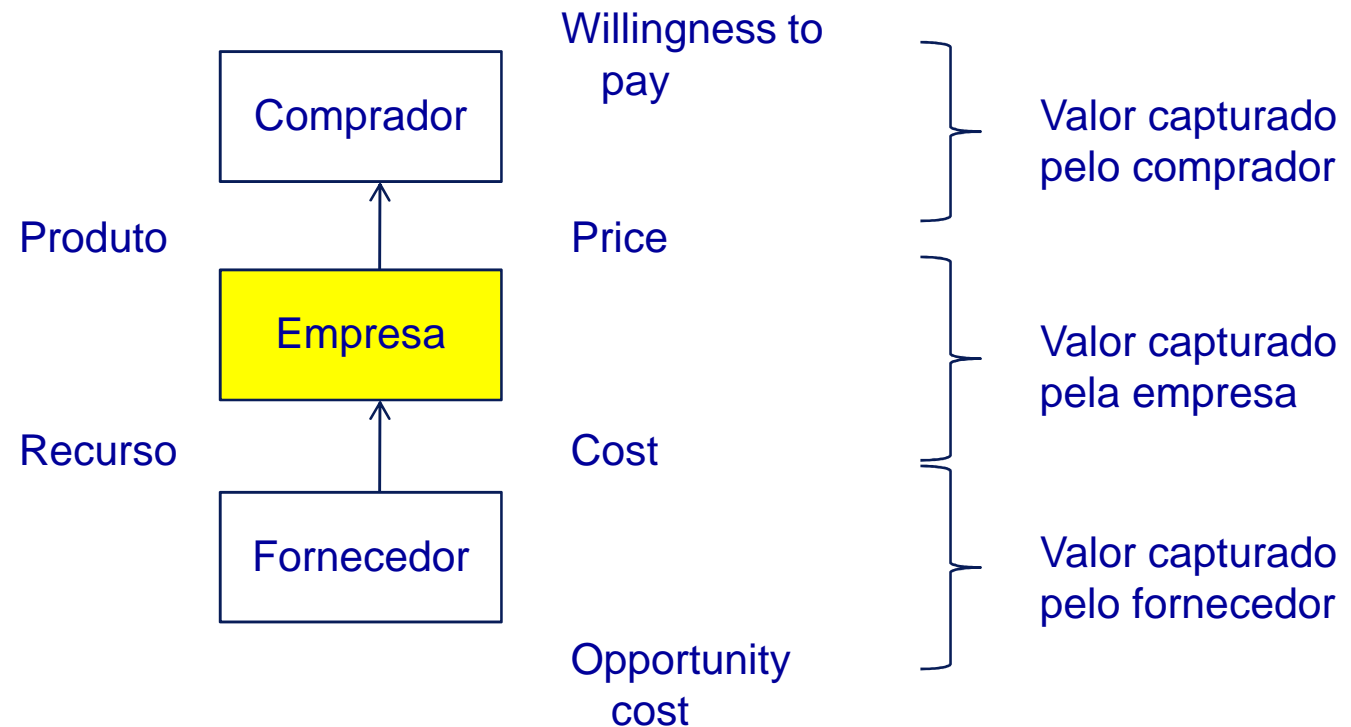 Willingness to
pay
Comprador
Valor capturado
pelo comprador
Produto
Price
Empresa
Valor capturado
pela empresa
Recurso
Cost
Fornecedor
Valor capturado
pelo fornecedor
Opportunity
cost